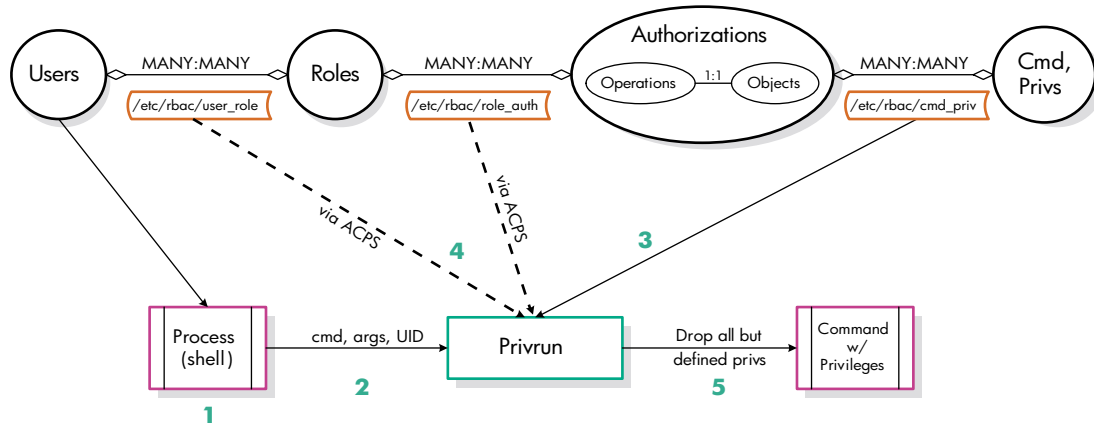 Users
MANY:MANY
Roles
MANY:MANY
Authorizations
Operations
1:1
Objects
MANY:MANY
Cmd,
Privs
/etc/rbac/user_role
/etc/rbac/role_auth
/etc/rbac/cmd_priv
via ACPS
via ACPS
4
3
Process
(shell)
cmd, args, UID
Privrun
Drop all but
defined privs
Command
w/
Privileges
1
2
5